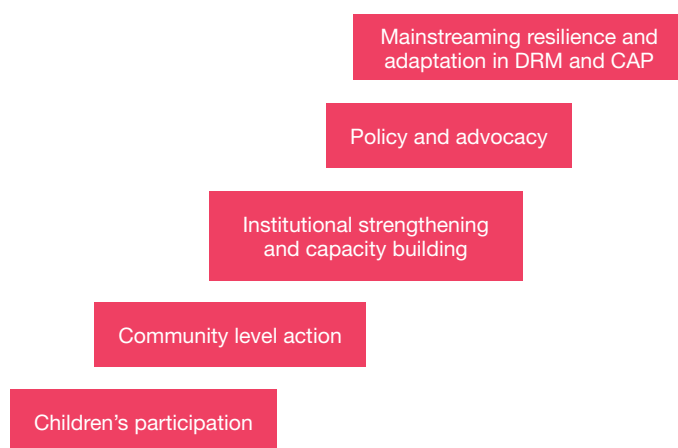 Mainstreaming resilience and
adaptation in DRM and CAP
Policy and advocacy
Institutional strengthening
and capacity building
Community level action
Children’s participation